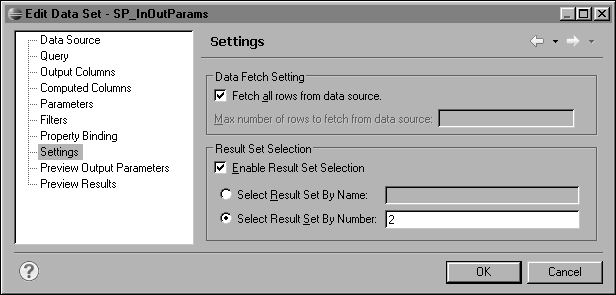 Edit Data Set - SP_InOutParams
Data Source
Query
Output Columns
Computed Columns
Parameters
Filters
Property Binding
Settings
Preview Output Parameters
Preview Results
Settings
Data Fetch Setting
Fetch all rows from data source.
Max number of rows to fetch from data source:
Result Set Selection
Enable Result Set Selection
Select Result Set By Name:
Select Result Set By Number: 2
?
OK Cancel